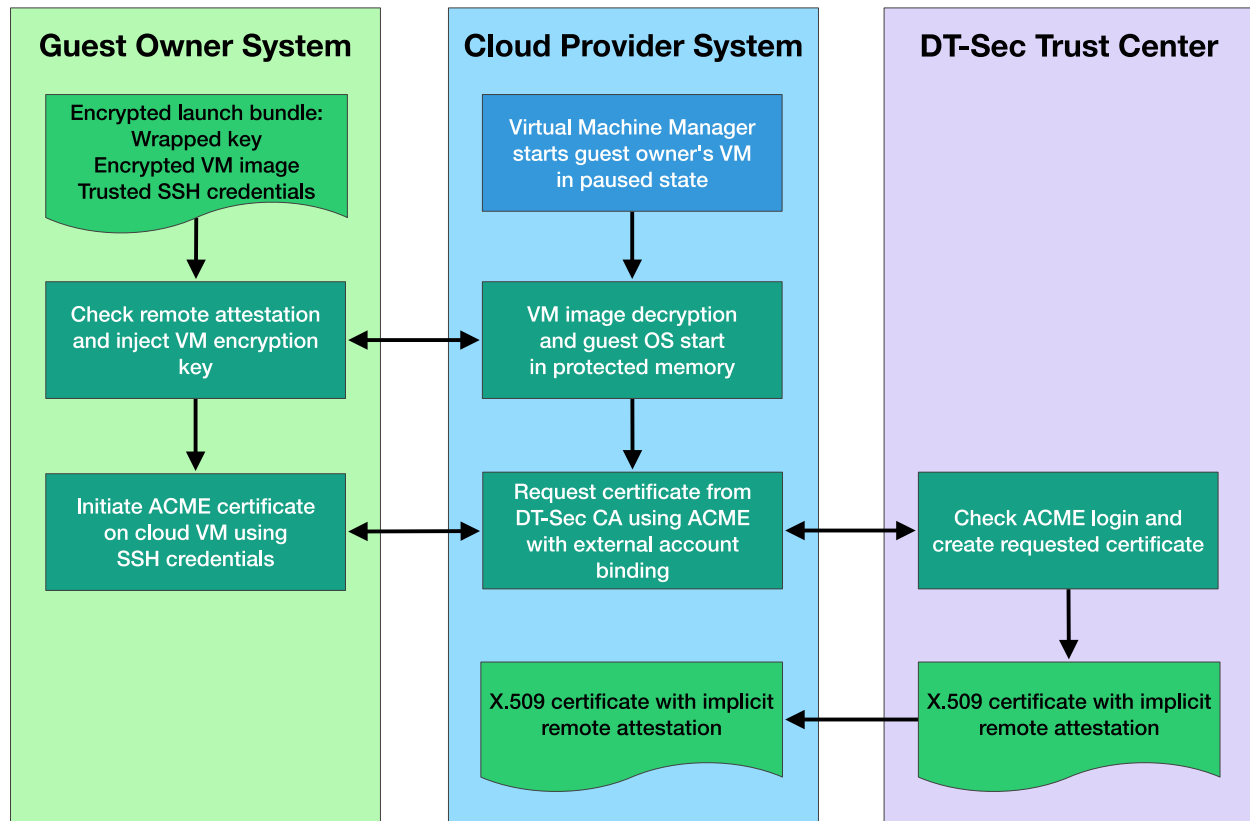 Guest Owner System
Encrypted launch bundle:
Wrapped key
Encrypted VM image
Trusted SSH credentials
Check remote attestation
and inject VM encryption
key
Initiate ACME certificate
on cloud VM using
SSH credentials
Cloud Provider System
Virtual Machine Manager
starts guest owner's VM
in paused state
VM image decryption
and guest OS start
in protected memory
Request certificate from
DT-Sec CA using ACME
with external account
binding
X.509 certificate with implicit
remote attestation
DT-Sec Trust Center
Check ACME login and
create requested certificate
X.509 certificate with implicit
remote attestation